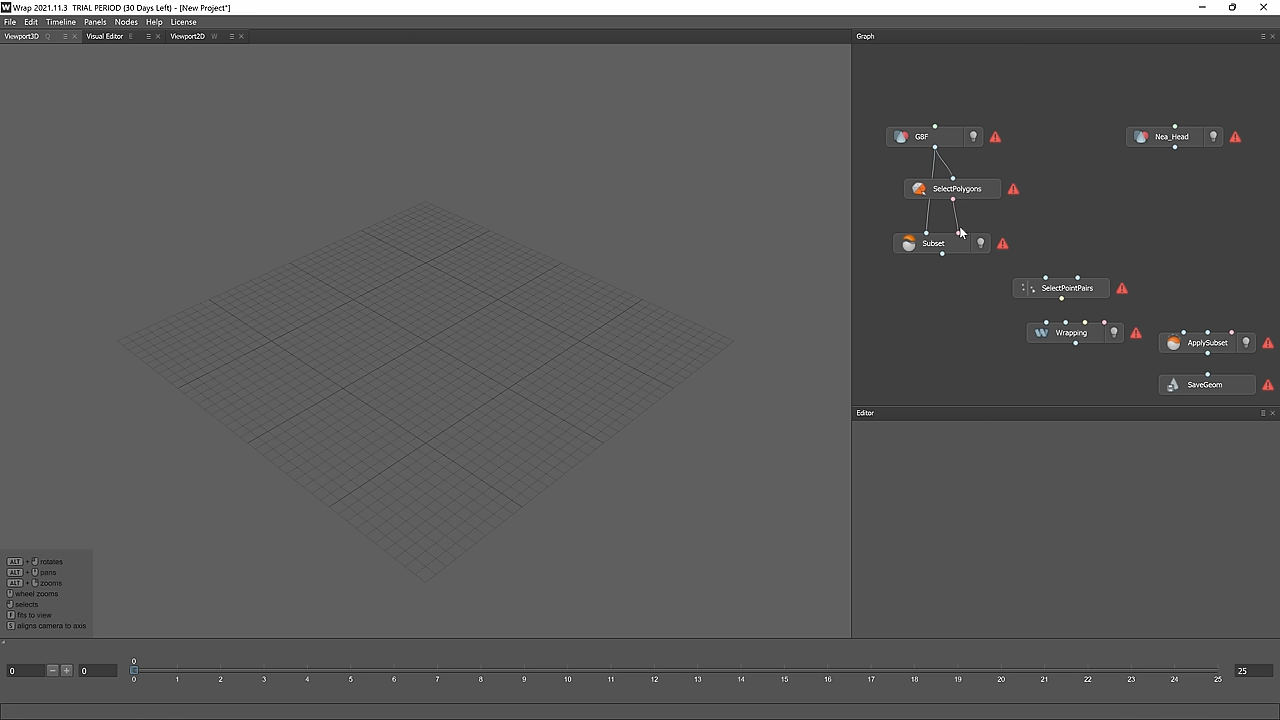 Wrap 2021.11.3 TRIAL PERIOD (30 Days Left) - [New Project*]
File Edit Timeline Panels Nodes Help License
Viewport3D Q Visual Editor E Viewport2D W Graph
GBF
Nea_Head
SelectPolygons
Subset
SelectPointPairs
Wrapping
ApplySubset
SaveGeom
Editor
ALT + rotates
ALT + pans
ALT + zooms
wheel zooms
selects
F fits to view
S aligns camera to axis
0
0 0 25
0 1 2 3 4 5 6 7 8 9 10 11 12 13 14 15 16 17 18 19 20 21 22 23 24 25